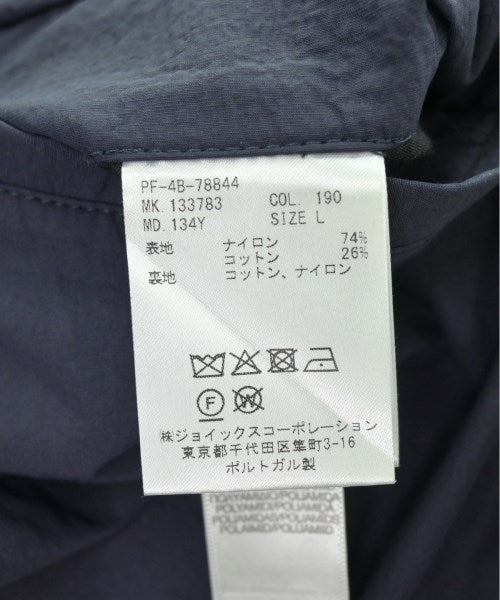 PF-4B-78844
MK. 133783 COL. 190
MD. 134Y SIZE L
表地 ナイロン 74%
コットン 26%
裏地 コットン、ナイロン
F W
㈱ジョイックスコーポレーション
東京都千代田区隼町3-16
ポルトガル製